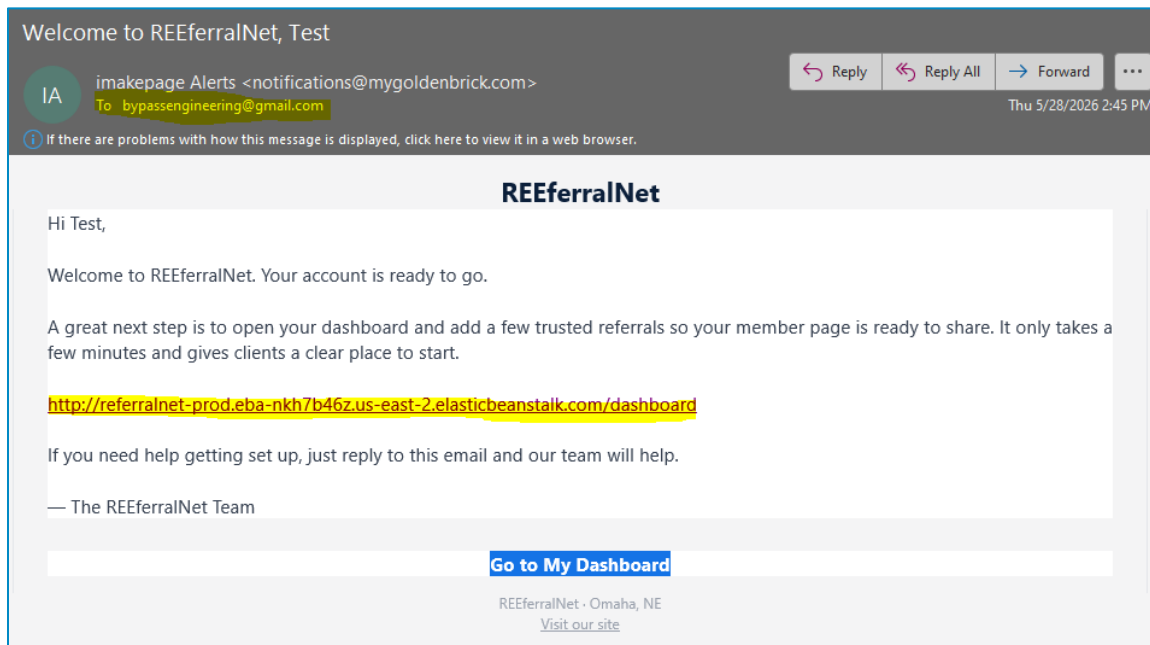 Welcome to REEferralNet, Test
IA
imakepage Alerts <notifications@mygoldenbrick.com>
Reply
Reply All
Forward
...
To bypassengineering@gmail.com
Thu 5/28/2026 2:45 PM
If there are problems with how this message is displayed, click here to view it in a web browser.
REEferralNet
Hi Test,
Welcome to REEferralNet. Your account is ready to go.
A great next step is to open your dashboard and add a few trusted referrals so your member page is ready to share. It only takes a
few minutes and gives clients a clear place to start.
http://referralnet-prod.eba-nkh7b46z.us-east-2.elasticbeanstalk.com/dashboard
If you need help getting set up, just reply to this email and our team will help.
— The REEferralNet Team
Go to My Dashboard
REEferralNet · Omaha, NE
Visit our site